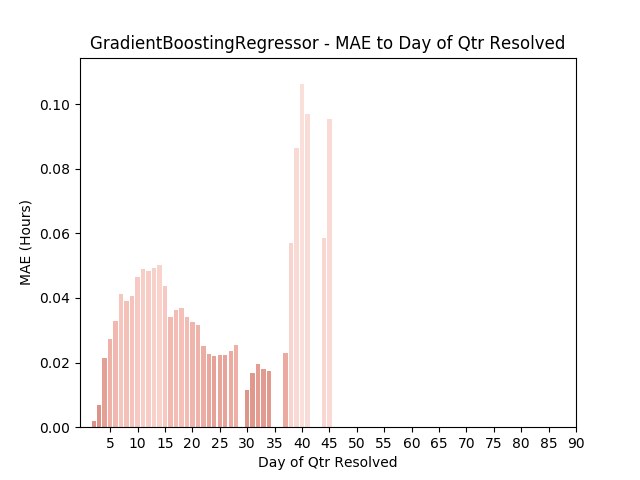 GradientBoostingRegressor - MAE to Day of Qtr Resolved
MAE (Hours)
0.10
0.08
0.06
0.04
0.02
0.00
5 10 15 20 25 30 35 40 45 50 55 60 65 70 75 80 85 90
Day of Qtr Resolved